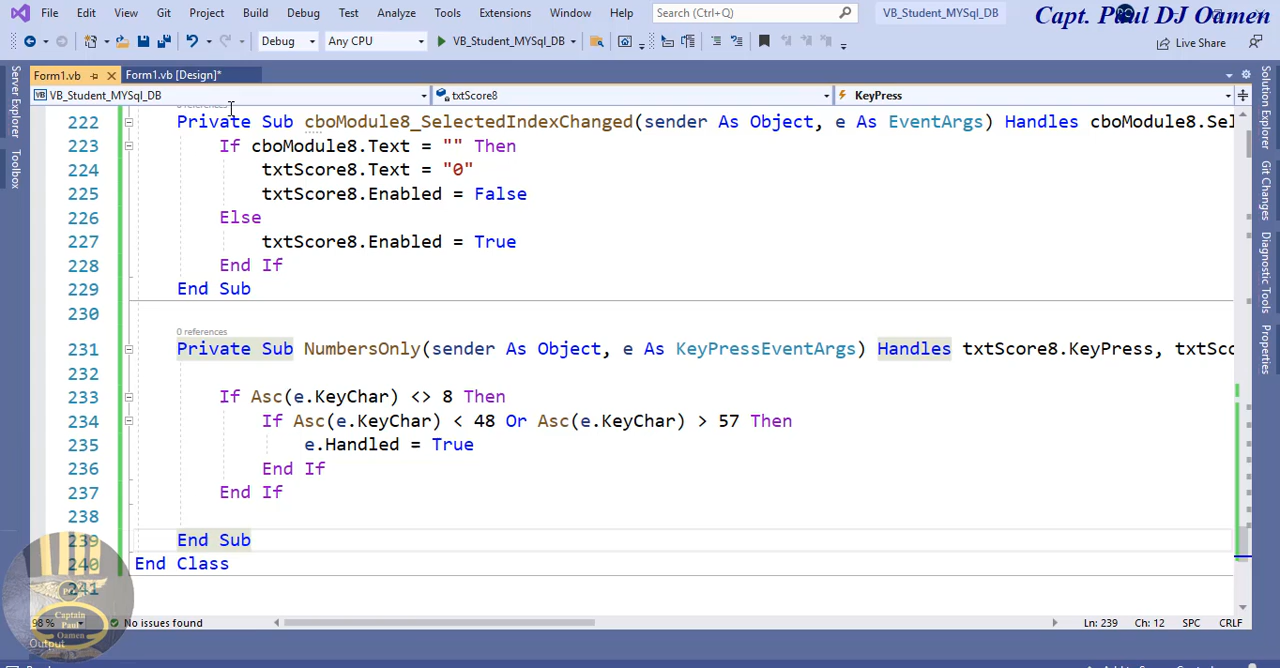 File Edit View Git Project Build Debug Test Analyze Tools Extensions Window Help Search (Ctrl+Q) VB_Student_MYSql_DB
Capt. Paul DJ Oamen
Debug Any CPU VB_Student_MYSql_DB Live Share
Form1.vb Form1.vb [Design]*
VB_Student_MYSql_DB txtScore8 KeyPress
Server Explorer
Toolbox
Solution Explorer
Git Changes
Diagnostic Tools
Properties
0 references
222 Private Sub cboModule8_SelectedIndexChanged(sender As Object, e As EventArgs) Handles cboModule8.Sel
223 If cboModule8.Text = "" Then
224 txtScore8.Text = "0"
225 txtScore8.Enabled = False
226 Else
227 txtScore8.Enabled = True
228 End If
229 End Sub
230
0 references
231 Private Sub NumbersOnly(sender As Object, e As KeyPressEventArgs) Handles txtScore8.KeyPress, txtSco
232
233 If Asc(e.KeyChar) <> 8 Then
234 If Asc(e.KeyChar) < 48 Or Asc(e.KeyChar) > 57 Then
235 e.Handled = True
236 End If
237 End If
238
239 End Sub
240 End Class
241
Captain
Paul
Oamen
98 % No issues found Ln: 239 Ch: 12 SPC CRLF
Output